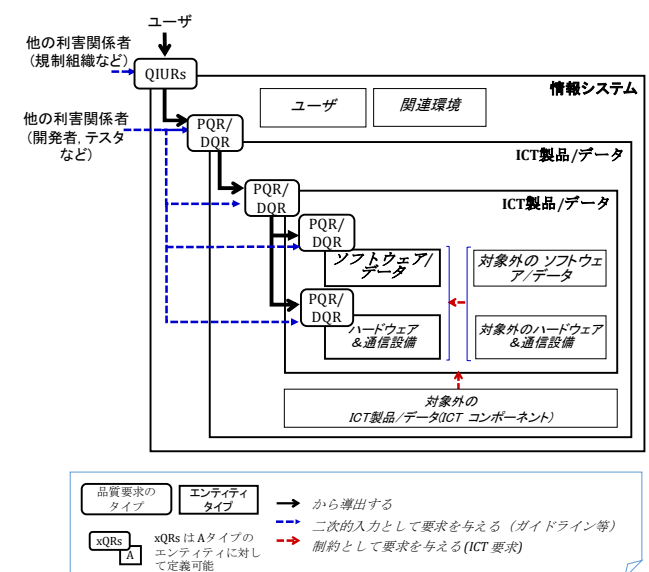 ユーザ
他の利害関係者
(規制組織など)
QIURs
情報システム
ユーザ
関連環境
他の利害関係者
(開発者, テスタ
など)
PQR/
DQR
ICT製品/データ
PQR/
DQR
ICT製品/データ
PQR/
DQR
ソフトウェア/
データ
対象外の ソフトウェ
ア/データ
PQR/
DQR
ハードウェア
&通信設備
対象外のハードウェア
&通信設備
対象外の
ICT製品/データ(ICT コンポーネント)
品質要求の
タイプ
エンティティ
タイプ
から導出する
二次的入力として要求を与える（ガイドライン等）
制約として要求を与える(ICT 要求)
xQRs
A
xQRs は Aタイプの
エンティティに対し
て定義可能